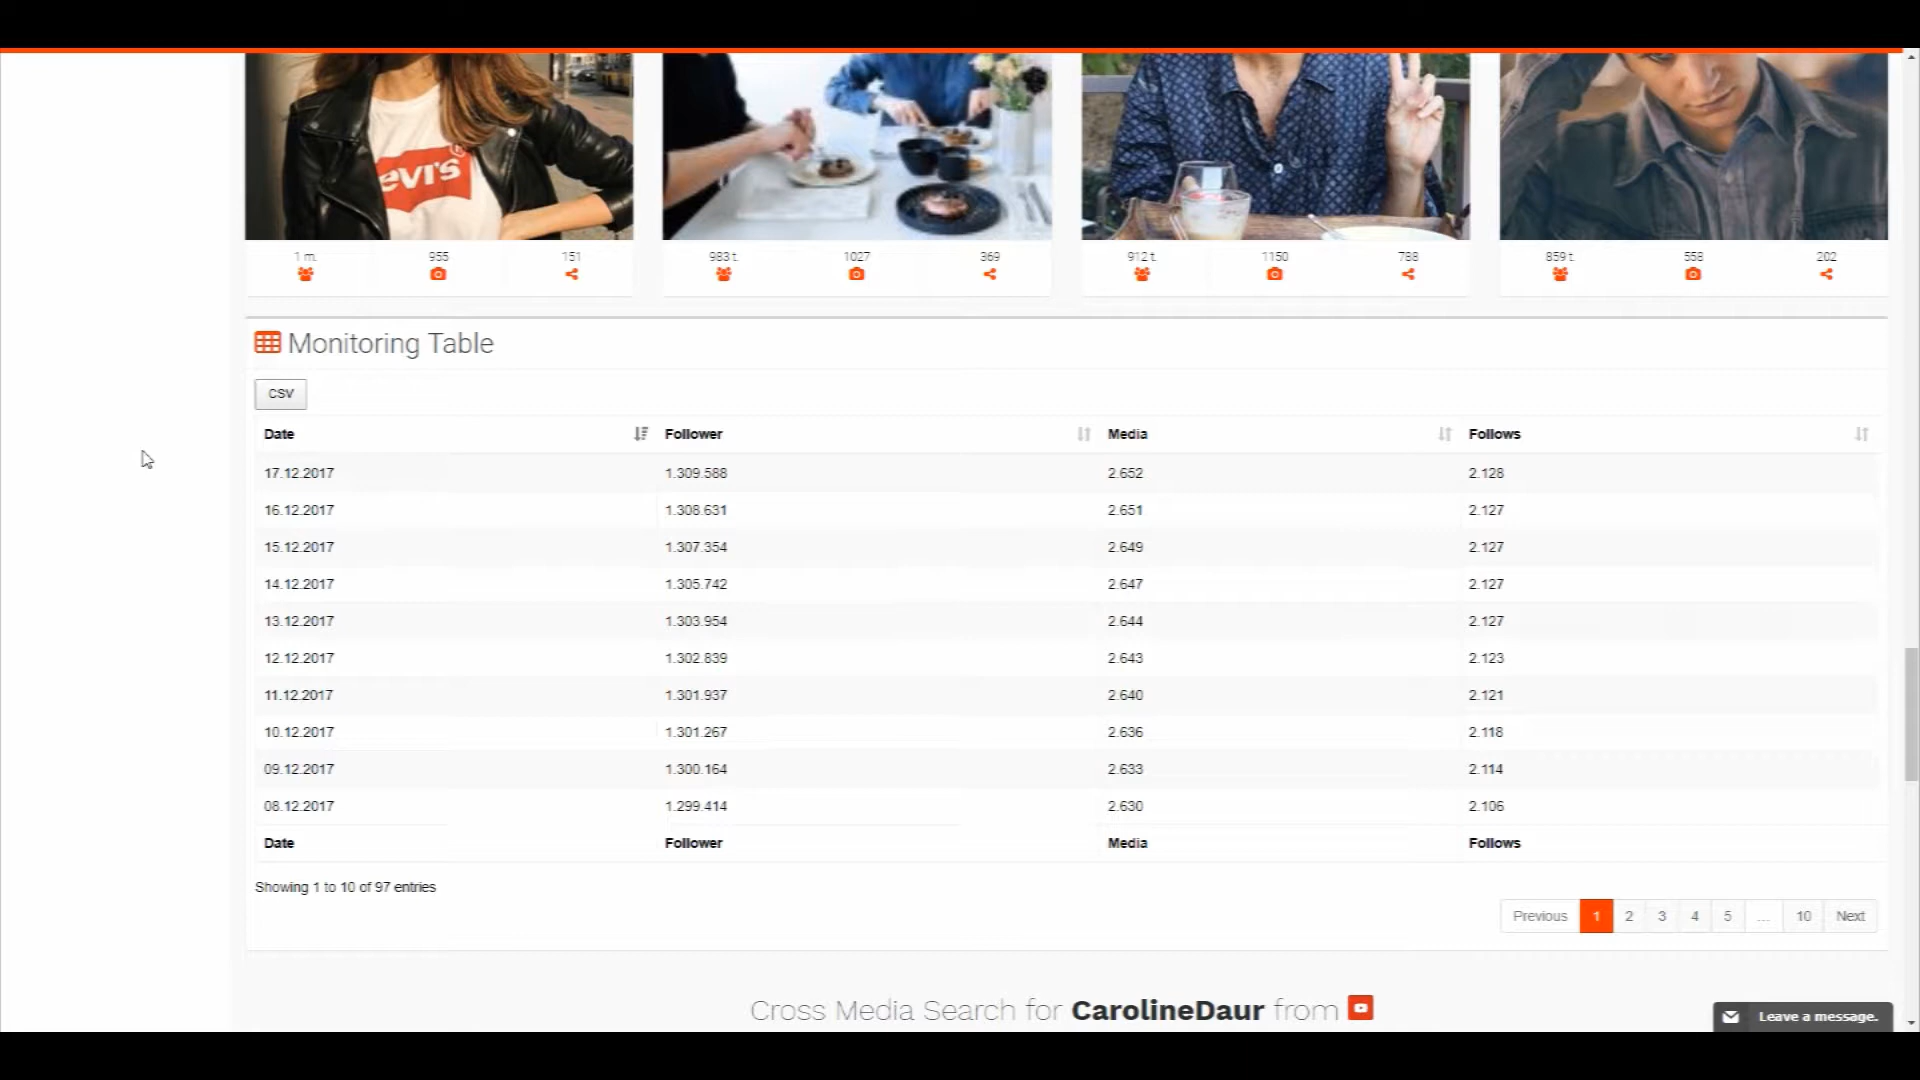 evi's
1 m. 955 151
983 t. 1027 369
912 t. 1150 788
859 t. 558 202
Monitoring Table
CSV
Date Follower Media Follows
17.12.2017 1.309.588 2.652 2.128
16.12.2017 1.308.631 2.651 2.127
15.12.2017 1.307.354 2.649 2.127
14.12.2017 1.305.742 2.647 2.127
13.12.2017 1.303.954 2.644 2.127
12.12.2017 1.302.839 2.643 2.123
11.12.2017 1.301.937 2.640 2.121
10.12.2017 1.301.267 2.636 2.118
09.12.2017 1.300.164 2.633 2.114
08.12.2017 1.299.414 2.630 2.106
Date Follower Media Follows
Showing 1 to 10 of 97 entries
Previous 1 2 3 4 5 ... 10 Next
Cross Media Search for CarolineDaur from
Leave a message.